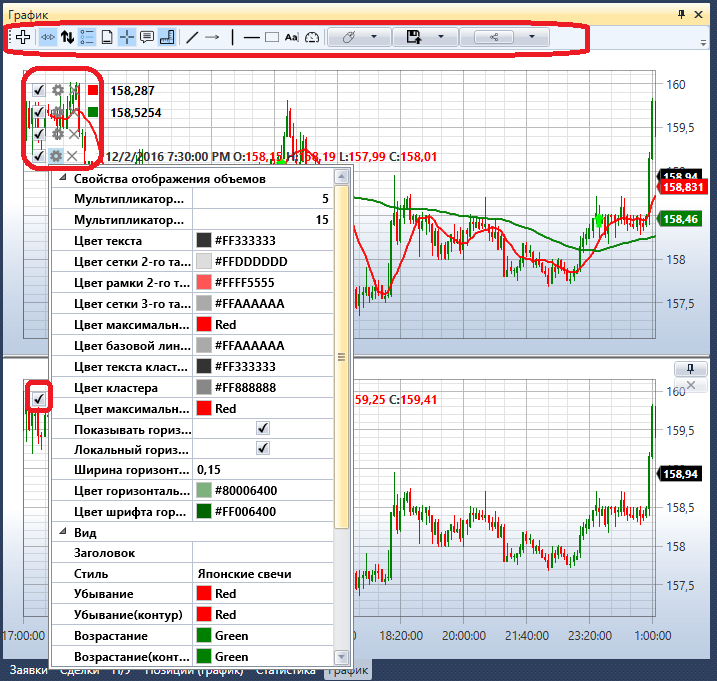 График
Aa
158,287
158,5254
12/2/2016 7:30:00 PM O:158,15 H:158,19 L:157,99 C:158,01
160
159,5
158,94
158,831
158,46
158
157,5
Свойства отображения объемов
Мультипликатор... 5
Мультипликатор... 15
Цвет текста #FF333333
Цвет сетки 2-го та... #FFDDDDDD
Цвет рамки 2-го т... #FFFF5555
Цвет сетки 3-го та... #FFAAAAAA
Цвет максимальн... Red
Цвет базовой лин... #FFAAAAAA
Цвет текста класт... #FF333333
Цвет кластера #FF888888
Цвет максимальн... Red
Показывать гориз...
Локальный гориз...
Ширина горизонт... 0,15
Цвет горизонталь... #80006400
Цвет шрифта гор... #FF006400
Вид
Заголовок
Стиль Японские свечи
Убывание Red
Убывание(контур) Red
Возрастание Green
Возрастание(конт... Green
59,25 C:159,41
160
159,5
158,94
158,5
158
157,5
17:00:00 18:20:00 20:00:00 21:40:00 23:20:00 1:00:00
Заявки Сделки П/У Позиции (график) Статистика График